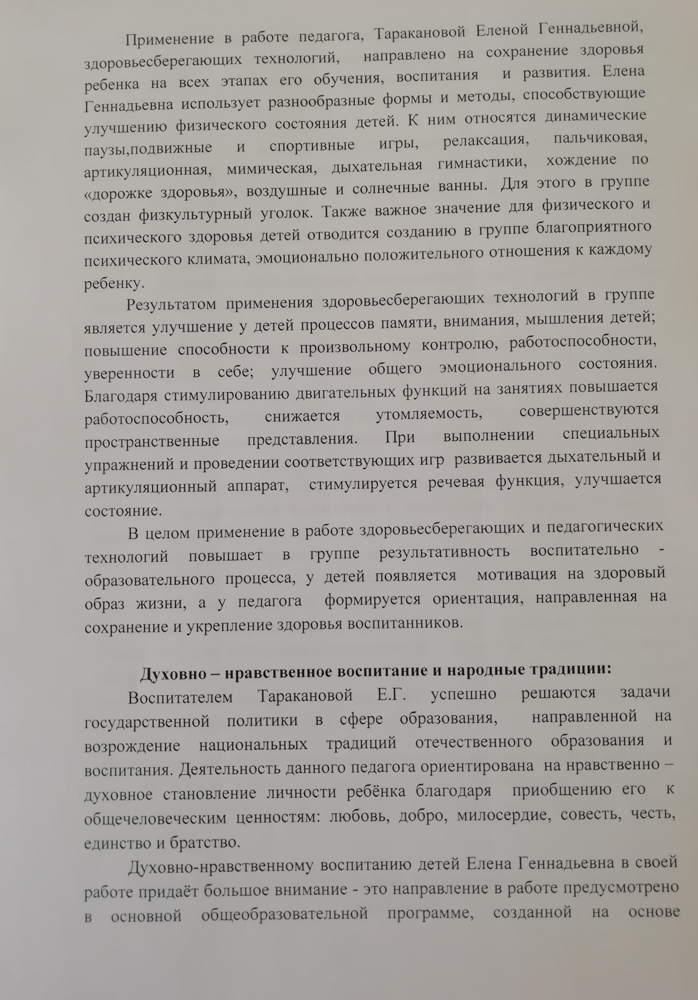 Применение в работе педагога, Таракановой Еленой Геннадьевной,
здоровьесберегающих технологий, направлено на сохранение здоровья
ребенка на всех этапах его обучения, воспитания и развития. Елена
Геннадьевна использует разнообразные формы и методы, способствующие
улучшению физического состояния детей. К ним относятся динамические
паузы,подвижные и спортивные игры, релаксация, пальчиковая,
артикуляционная, мимическая, дыхательная гимнастики, хождение по
«дорожке здоровья», воздушные и солнечные ванны. Для этого в группе
создан физкультурный уголок. Также важное значение для физического и
психического здоровья детей отводится созданию в группе благоприятного
психического климата, эмоционально положительного отношения к каждому
ребенку.
Результатом применения здоровьесберегающих технологий в группе
является улучшение у детей процессов памяти, внимания, мышления детей;
повышение способности к произвольному контролю, работоспособности,
уверенности в себе; улучшение общего эмоционального состояния.
Благодаря стимулированию двигательных функций на занятиях повышается
работоспособность, снижается утомляемость, совершенствуются
пространственные представления. При выполнении специальных
упражнений и проведении соответствующих игр развивается дыхательный и
артикуляционный аппарат, стимулируется речевая функция, улучшается
состояние.
В целом применение в работе здоровьесберегающих и педагогических
технологий повышает в группе результативность воспитательно -
образовательного процесса, у детей появляется мотивация на здоровый
образ жизни, а у педагога формируется ориентация, направленная на
сохранение и укрепление здоровья воспитанников.
Духовно – нравственное воспитание и народные традиции:
Воспитателем Таракановой Е.Г. успешно решаются задачи
государственной политики в сфере образования, направленной на
возрождение национальных традиций отечественного образования и
воспитания. Деятельность данного педагога ориентирована на нравственно –
духовное становление личности ребёнка благодаря приобщению его к
общечеловеческим ценностям: любовь, добро, милосердие, совесть, честь,
единство и братство.
Духовно-нравственному воспитанию детей Елена Геннадьевна в своей
работе придаёт большое внимание - это направление в работе предусмотрено
в основной общеобразовательной программе, созданной на основе